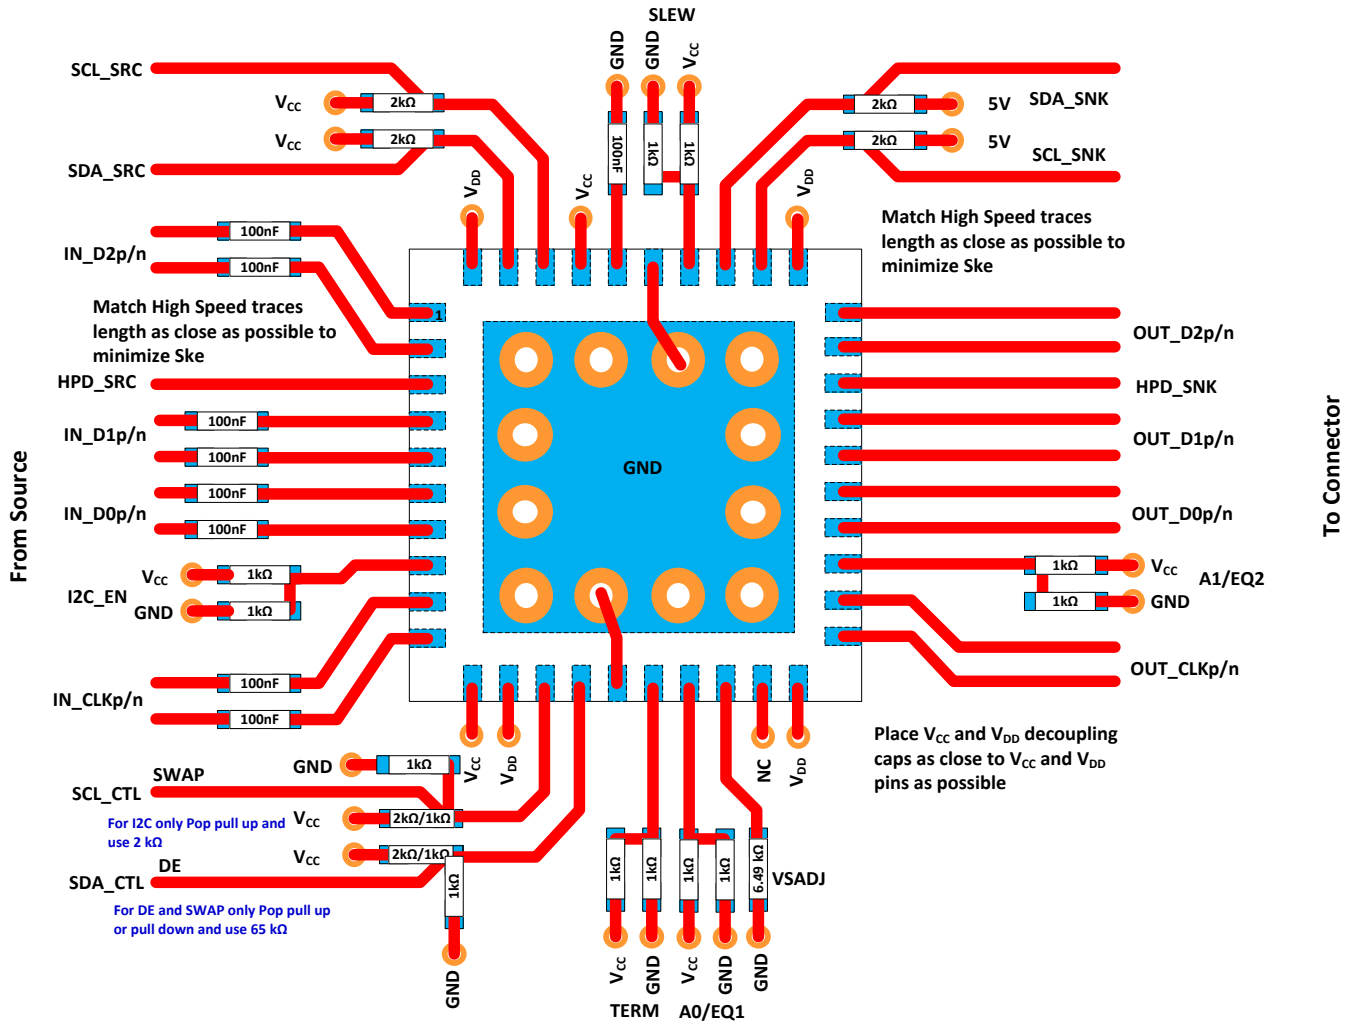 SLEW
GND
GND
VCC
SCL_SRC
VCC
2kΩ
VCC
2kΩ
SDA_SRC
100nF
1kΩ
1kΩ
2kΩ
5V
SDA_SNK
2kΩ
5V
SCL_SNK
VDD
VCC
VDD
100nF
IN_D2p/n
100nF
Match High Speed traces
length as close as possible to
minimize Ske
Match High Speed traces
length as close as possible to
minimize Ske
1
HPD_SRC
100nF
IN_D1p/n
100nF
100nF
IN_D0p/n
100nF
VCC
1kΩ
I2C_EN
GND
1kΩ
100nF
IN_CLKp/n
100nF
From Source
GND
OUT_D2p/n
HPD_SNK
OUT_D1p/n
OUT_D0p/n
1kΩ
VCC
A1/EQ2
1kΩ
GND
OUT_CLKp/n
To Connector
Place VCC and VDD decoupling
caps as close to VCC and VDD
pins as possible
VCC
VDD
NC
VDD
GND
1kΩ
SWAP
SCL_CTL
For I2C only Pop pull up and
use 2 kΩ
VCC
2kΩ/1kΩ
VCC
2kΩ/1kΩ
DE
SDA_CTL
For DE and SWAP only Pop pull up
or pull down and use 65 kΩ
1kΩ
GND
1kΩ
1kΩ
1kΩ
1kΩ
6.49 kΩ
VSADJ
VCC
GND
VCC
GND
GND
TERM
A0/EQ1